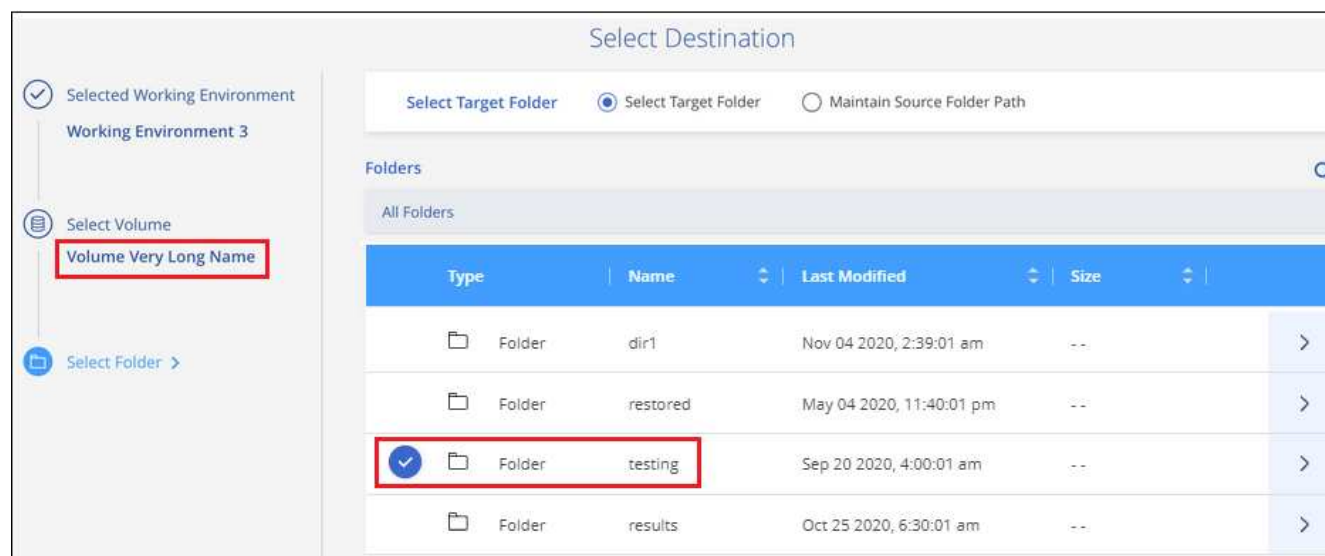 Select Destination
Selected Working Environment
Working Environment 3
Select Volume
Volume Very Long Name
Select Folder >
Select Target Folder Select Target Folder Maintain Source Folder Path
Folders
All Folders
Type Name Last Modified Size
Folder dir1 Nov 04 2020, 2:39:01 am --
Folder restored May 04 2020, 11:40:01 pm --
Folder testing Sep 20 2020, 4:00:01 am --
Folder results Oct 25 2020, 6:30:01 am --